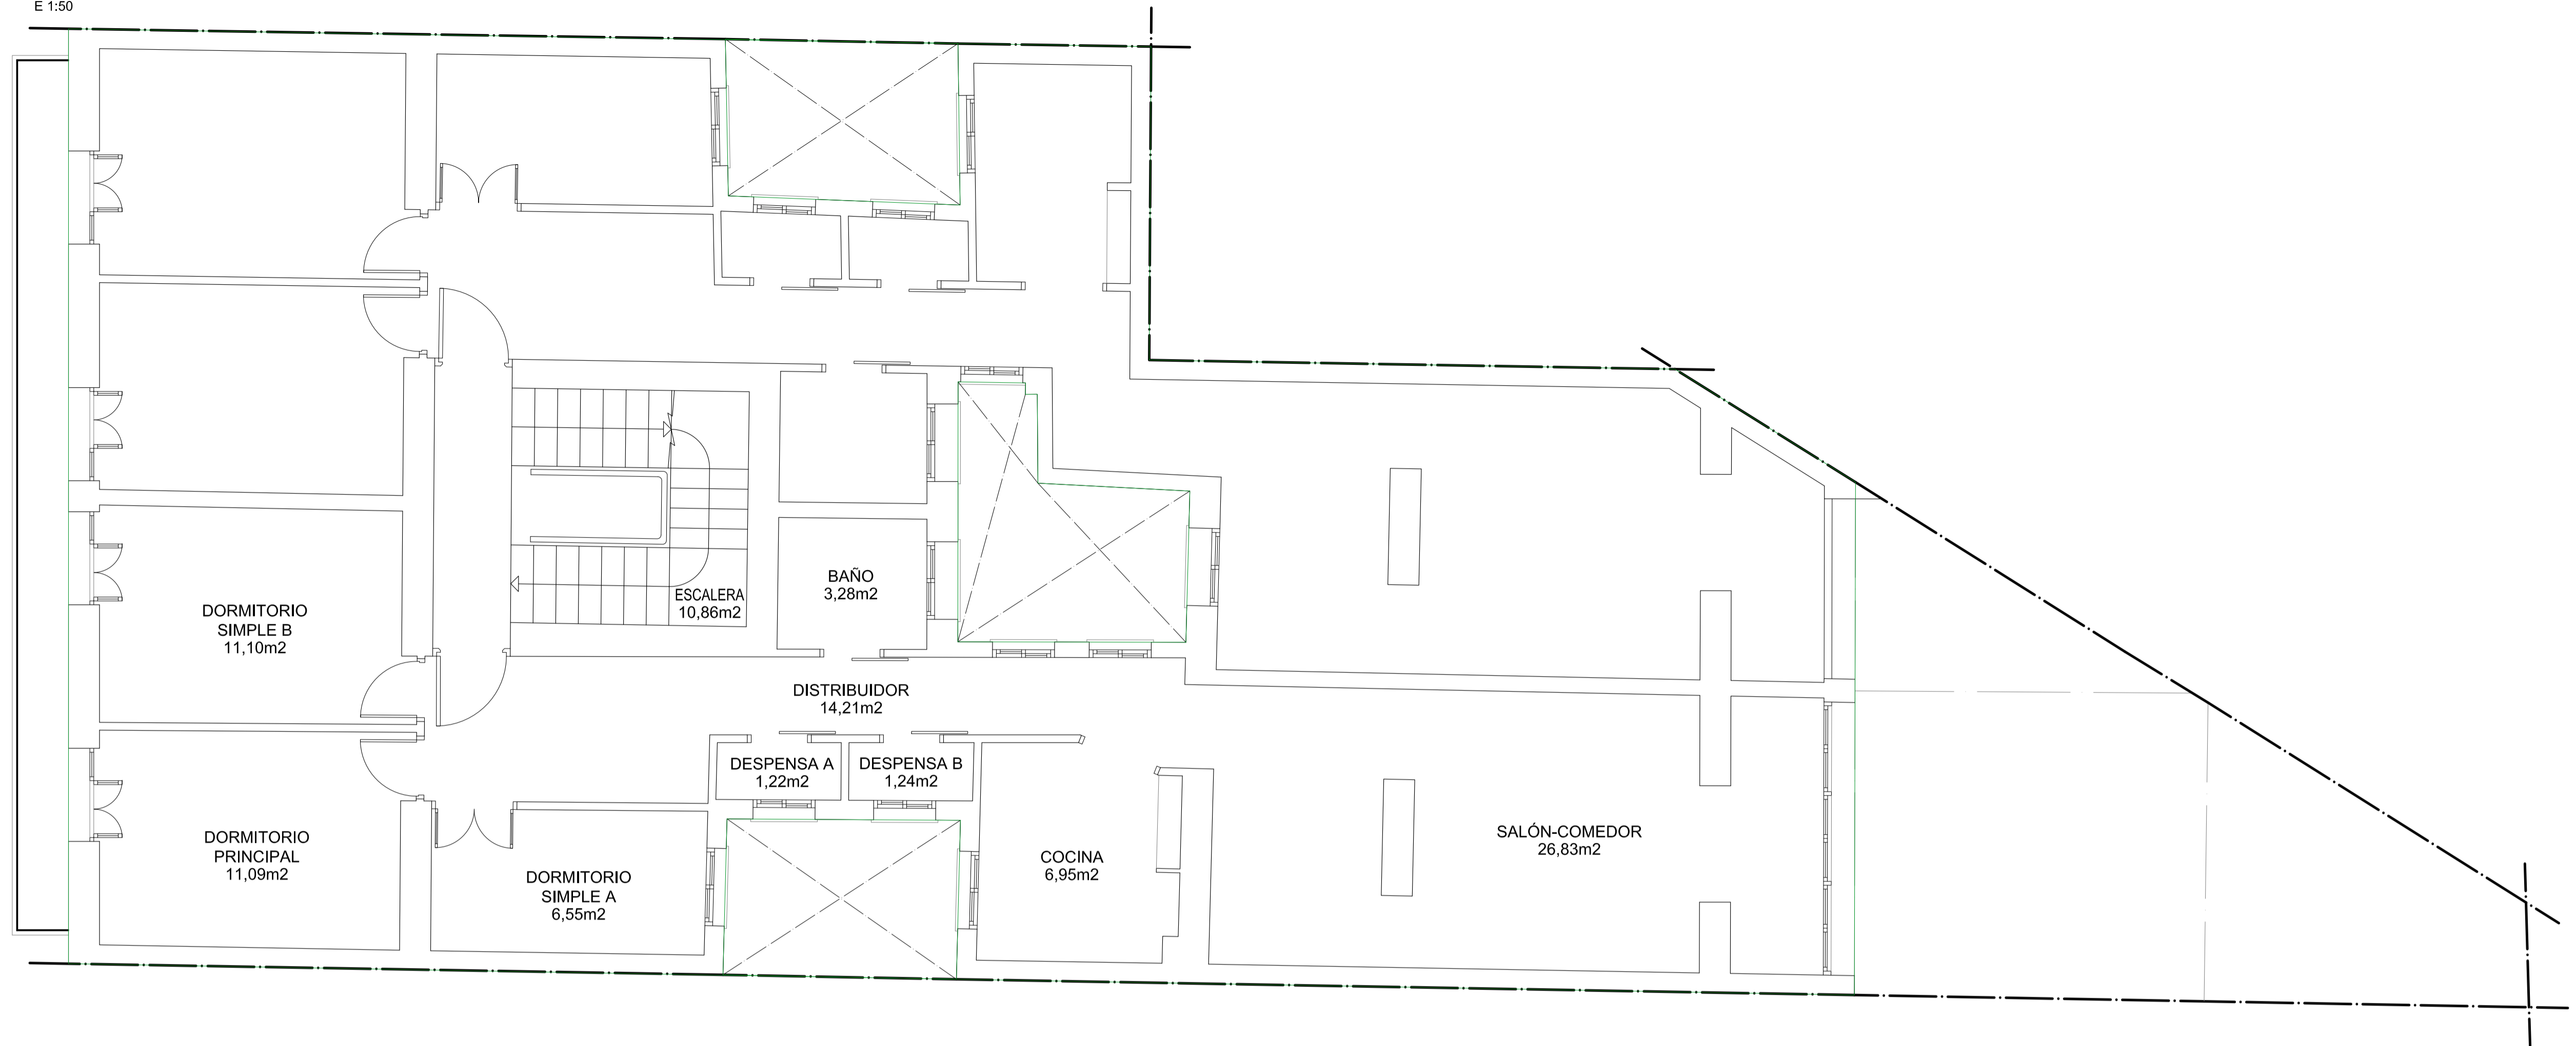 E 1:50
DORMITORIO
SIMPLE B
11,10m2
ESCALERA
10,86m2
BAÑO
3,28m2
DISTRIBUIDOR
14,21m2
DESPENSA A
1,22m2
DESPENSA B
1,24m2
DORMITORIO
PRINCIPAL
11,09m2
DORMITORIO
SIMPLE A
6,55m2
COCINA
6,95m2
SALÓN-COMEDOR
26,83m2